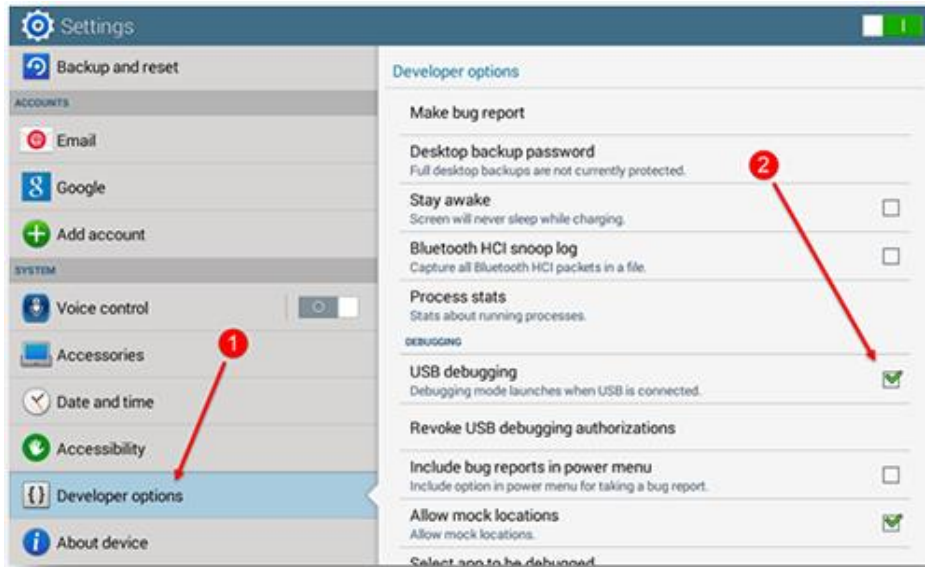 Settings
Backup and reset
ACCOUNTS
Email
Google
Add account
SYSTEM
Voice control
1
Accessories
Date and time
Accessibility
Developer options
About device
Developer options
Make bug report
Desktop backup password
Full desktop backups are not currently protected.
2
Stay awake
Screen will never sleep while charging.
Bluetooth HCI snoop log
Capture all Bluetooth HCI packets in a file.
Process stats
Stats about running processes.
DEBUGGING
USB debugging
Debugging mode launches when USB is connected.
Revoke USB debugging authorizations
Include bug reports in power menu
Include option in power menu for taking a bug report.
Allow mock locations
Allow mock locations.
Select app to be debugged